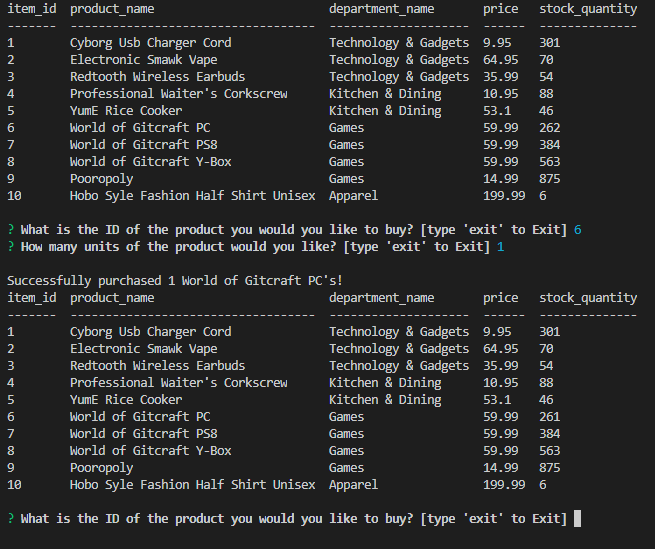 item_id  product_name                         department_name       price   stock_quantity
-------  -----------------------------------  --------------------  ------  --------------
1        Cyborg Usb Charger Cord              Technology & Gadgets  9.95    301
2        Electronic Smawk Vape                Technology & Gadgets  64.95   70
3        Redtooth Wireless Earbuds            Technology & Gadgets  35.99   54
4        Professional Waiter's Corkscrew      Kitchen & Dining      10.95   88
5        YumE Rice Cooker                     Kitchen & Dining      53.1    46
6        World of Gitcraft PC                 Games                 59.99   262
7        World of Gitcraft PS8                Games                 59.99   384
8        World of Gitcraft Y-Box              Games                 59.99   563
9        Pooropoly                            Games                 14.99   875
10       Hobo Syle Fashion Half Shirt Unisex  Apparel               199.99  6
? What is the ID of the product you would you like to buy? [type 'exit' to Exit] 6
? How many units of the product would you like? [type 'exit' to Exit] 1
Successfully purchased 1 World of Gitcraft PC's!
item_id  product_name                         department_name       price   stock_quantity
-------  -----------------------------------  --------------------  ------  --------------
1        Cyborg Usb Charger Cord              Technology & Gadgets  9.95    301
2        Electronic Smawk Vape                Technology & Gadgets  64.95   70
3        Redtooth Wireless Earbuds            Technology & Gadgets  35.99   54
4        Professional Waiter's Corkscrew      Kitchen & Dining      10.95   88
5        YumE Rice Cooker                     Kitchen & Dining      53.1    46
6        World of Gitcraft PC                 Games                 59.99   261
7        World of Gitcraft PS8                Games                 59.99   384
8        World of Gitcraft Y-Box              Games                 59.99   563
9        Pooropoly                            Games                 14.99   875
10       Hobo Syle Fashion Half Shirt Unisex  Apparel               199.99  6
? What is the ID of the product you would you like to buy? [type 'exit' to Exit]